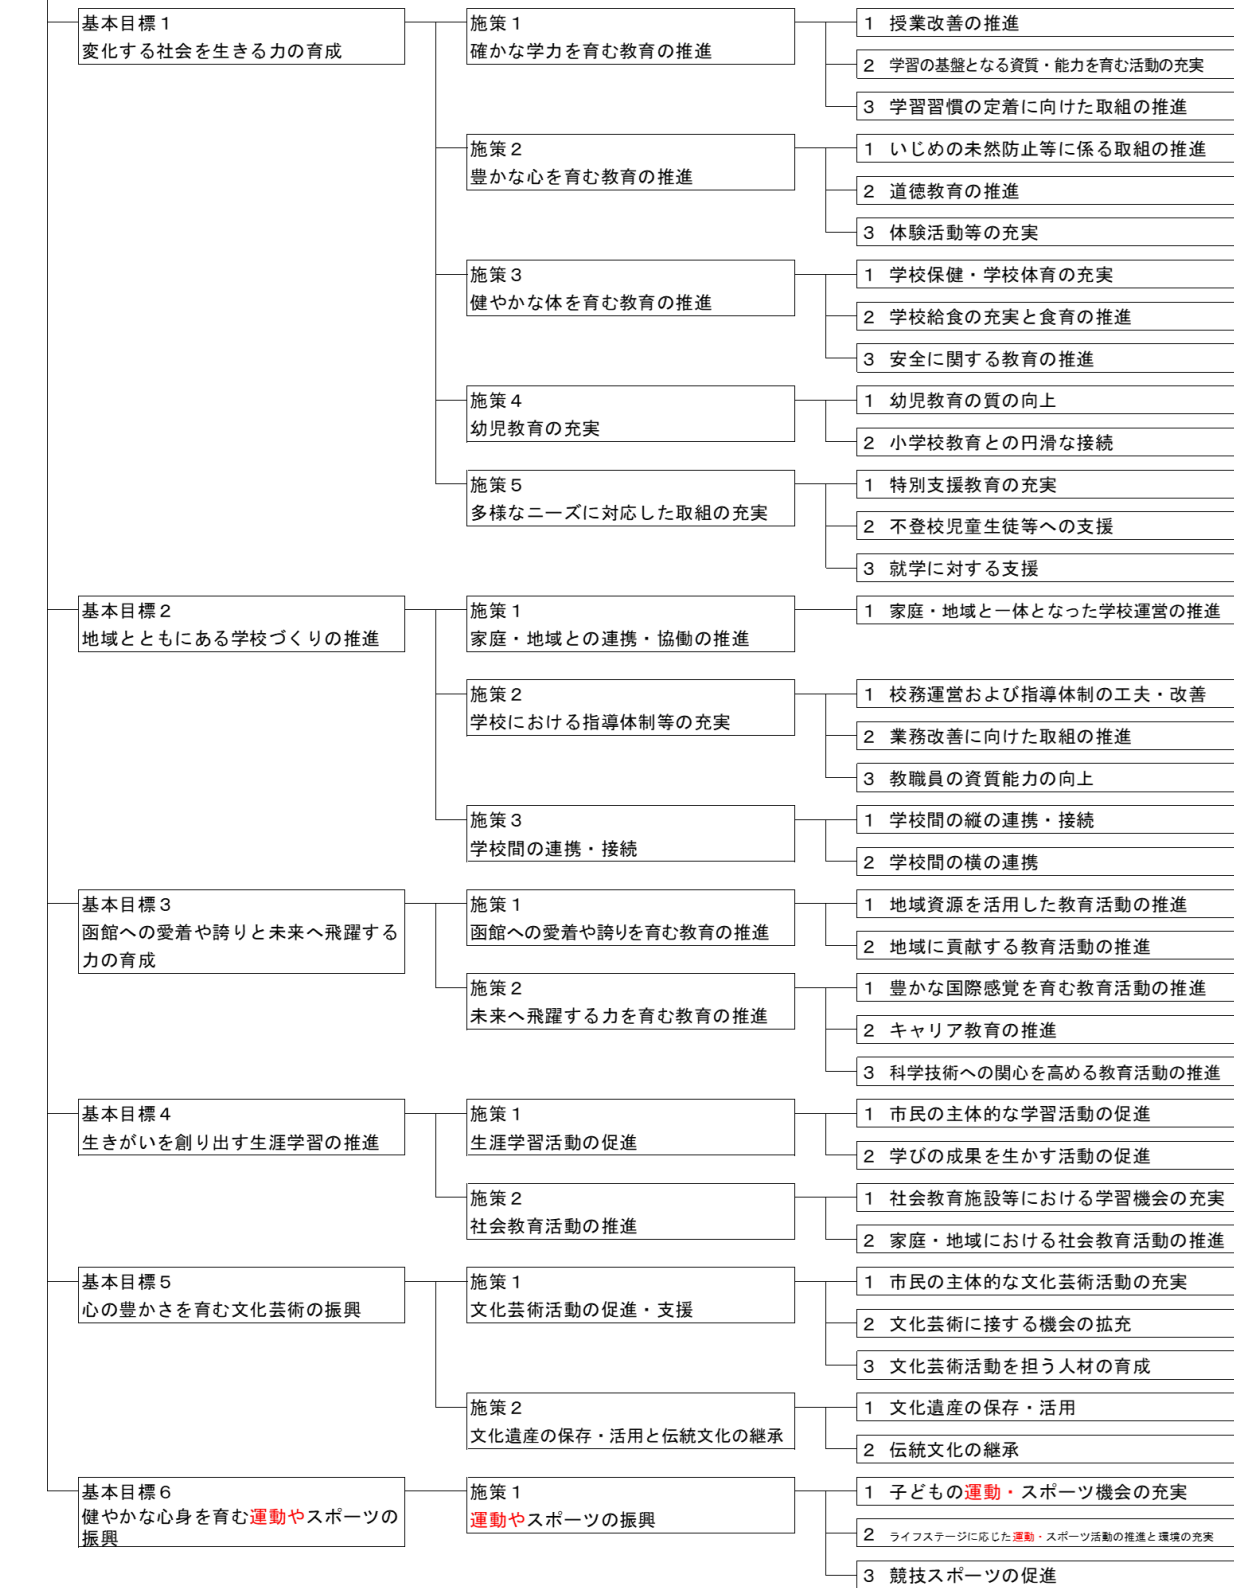 基本目標１
変化する社会を生きる力の育成
施策１
確かな学力を育む教育の推進
１ 授業改善の推進
２ 学習の基盤となる資質・能力を育む活動の充実
３ 学習習慣の定着に向けた取組の推進
施策２
豊かな心を育む教育の推進
１ いじめの未然防止等に係る取組の推進
２ 道徳教育の推進
３ 体験活動等の充実
施策３
健やかな体を育む教育の推進
１ 学校保健・学校体育の充実
２ 学校給食の充実と食育の推進
３ 安全に関する教育の推進
施策４
幼児教育の充実
１ 幼児教育の質の向上
２ 小学校教育との円滑な接続
施策５
多様なニーズに対応した取組の充実
１ 特別支援教育の充実
２ 不登校児童生徒等への支援
３ 就学に対する支援
基本目標２
地域とともにある学校づくりの推進
施策１
家庭・地域との連携・協働の推進
１ 家庭・地域と一体となった学校運営の推進
施策２
学校における指導体制等の充実
１ 校務運営および指導体制の工夫・改善
２ 業務改善に向けた取組の推進
３ 教職員の資質能力の向上
施策３
学校間の連携・接続
１ 学校間の縦の連携・接続
２ 学校間の横の連携
基本目標３
函館への愛着や誇りと未来へ飛躍する
力の育成
施策１
函館への愛着や誇りを育む教育の推進
１ 地域資源を活用した教育活動の推進
２ 地域に貢献する教育活動の推進
施策２
未来へ飛躍する力を育む教育の推進
１ 豊かな国際感覚を育む教育活動の推進
２ キャリア教育の推進
３ 科学技術への関心を高める教育活動の推進
基本目標４
生きがいを創り出す生涯学習の推進
施策１
生涯学習活動の促進
１ 市民の主体的な学習活動の促進
２ 学びの成果を生かす活動の促進
施策２
社会教育活動の推進
１ 社会教育施設等における学習機会の充実
２ 家庭・地域における社会教育活動の推進
基本目標５
心の豊かさを育む文化芸術の振興
施策１
文化芸術活動の促進・支援
１ 市民の主体的な文化芸術活動の充実
２ 文化芸術に接する機会の拡充
３ 文化芸術活動を担う人材の育成
施策２
文化遺産の保存・活用と伝統文化の継承
１ 文化遺産の保存・活用
２ 伝統文化の継承
基本目標６
健やかな心身を育む運動やスポーツの
振興
施策１
運動やスポーツの振興
１ 子どもの運動・スポーツ機会の充実
２ ライフステージに応じた運動・スポーツ活動の推進と環境の充実
３ 競技スポーツの促進